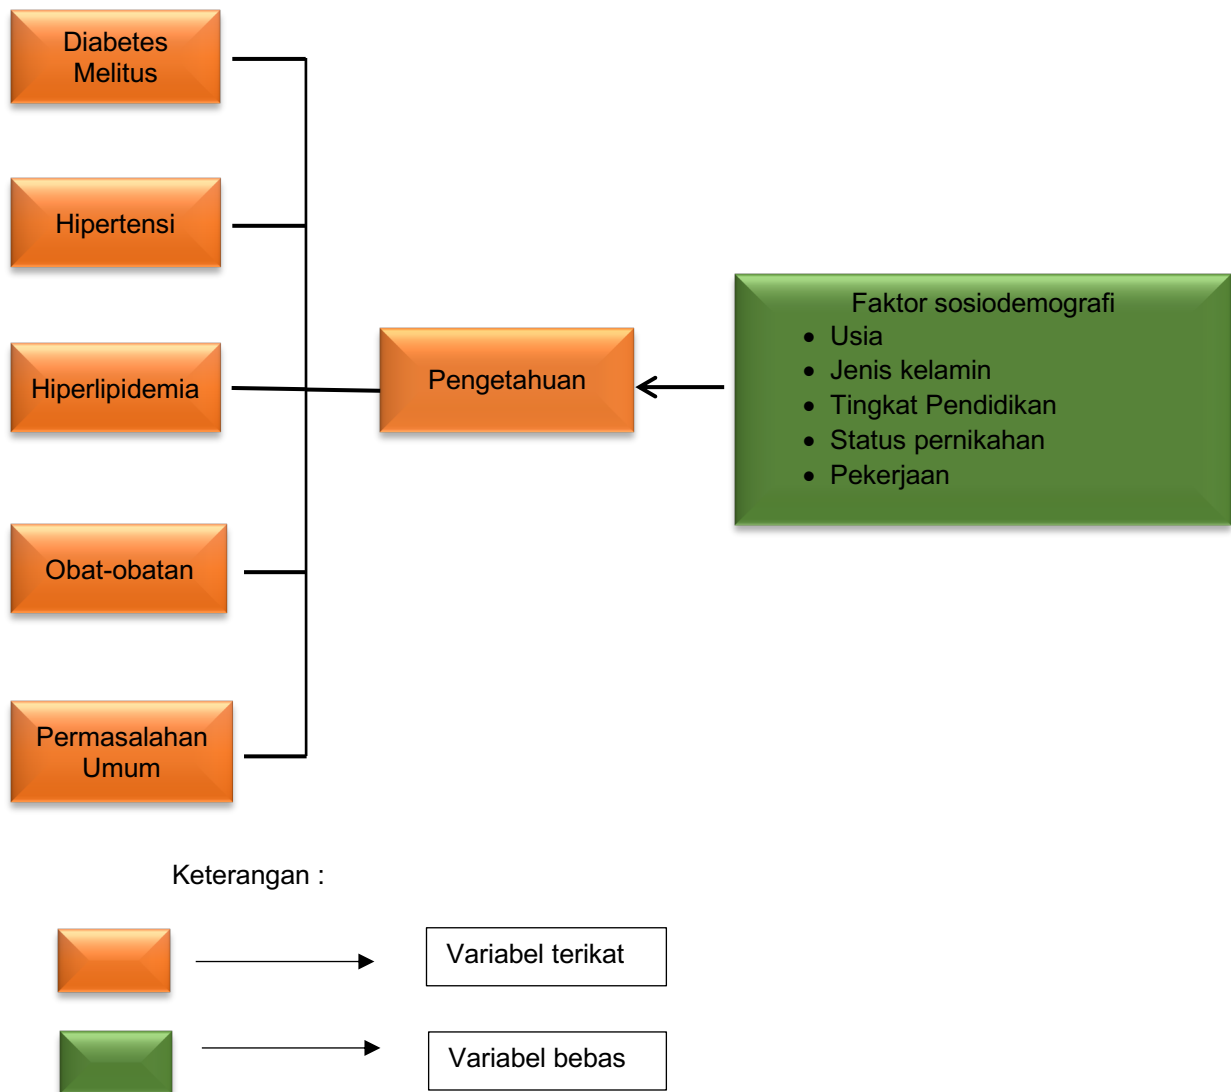 Diabetes
Melitus
Hipertensi
Hiperlipidemia
Obat-obatan
Permasalahan
Umum
Pengetahuan
Faktor sosiodemografi
• Usia
• Jenis kelamin
• Tingkat Pendidikan
• Status pernikahan
• Pekerjaan
Keterangan :
Variabel terikat
Variabel bebas